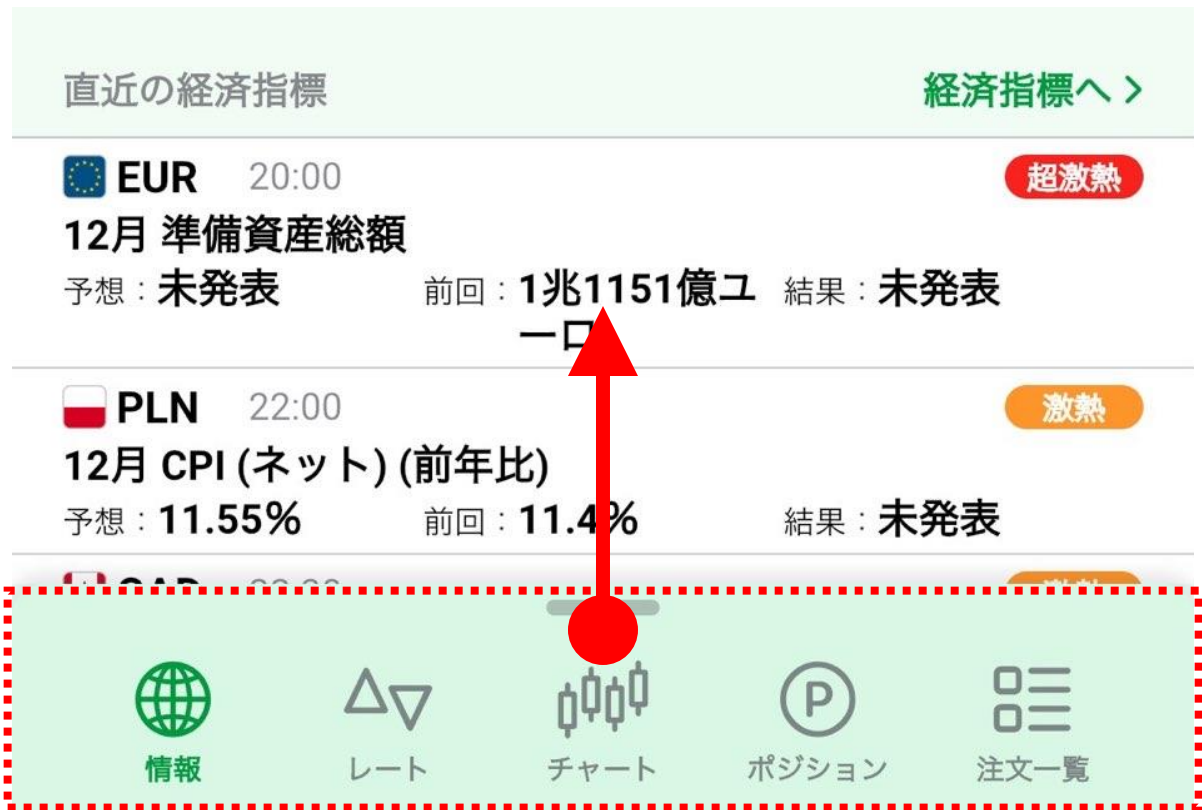 直近の経済指標 経済指標へ >
EUR 20:00 超激熱
12月 準備資産総額
予想：未発表 前回：1兆1151億ユ 結果：未発表
ーロ
PLN 22:00 激熱
12月 CPI (ネット) (前年比)
予想：11.55% 前回：11.4% 結果：未発表
情報 レート チャート P ポジション 注文一覧